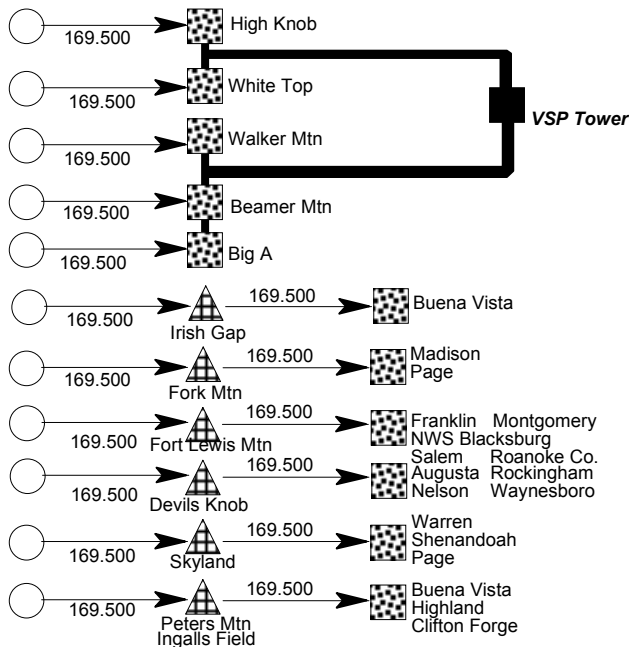 High Knob
169.500
White Top
169.500
VSP Tower
Walker Mtn
169.500
Beamer Mtn
169.500
Big A
169.500
169.500
Buena Vista
169.500
Irish Gap
169.500
Madison
Page
169.500
Fork Mtn
169.500
Franklin Montgomery
NWS Blacksburg
169.500
Fort Lewis Mtn
Salem Roanoke Co.
169.500
Augusta Rockingham
Nelson Waynesboro
169.500
Devils Knob
169.500
Warren
Shenandoah
Page
169.500
Skyland
169.500
Buena Vista
Highland
Clifton Forge
169.500
Peters Mtn
Ingalls Field